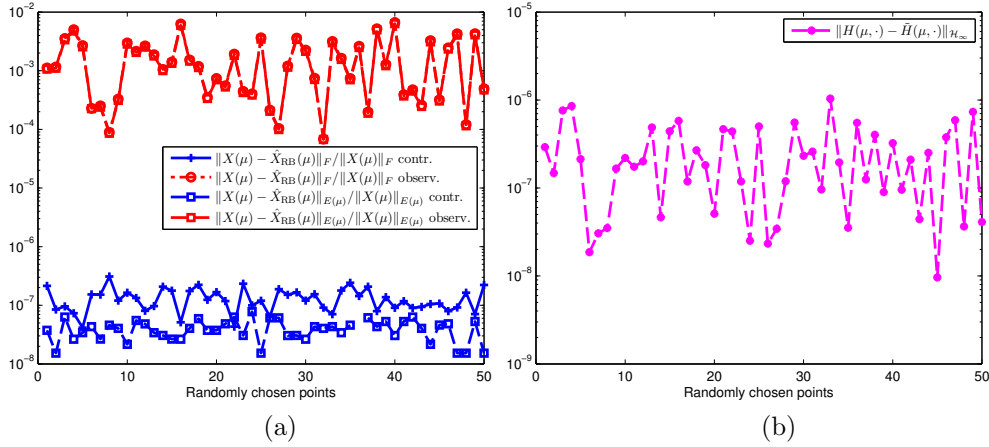 10⁻²
10⁻³
10⁻⁴
10⁻⁵
10⁻⁶
10⁻⁷
10⁻⁸
‖X(μ) − X̂_RB(μ)‖_F/‖X(μ)‖_F contr.
‖X(μ) − X̂_RB(μ)‖_F/‖X(μ)‖_F observ.
‖X(μ) − X̂_RB(μ)‖_E(μ)/‖X(μ)‖_E(μ) contr.
‖X(μ) − X̂_RB(μ)‖_E(μ)/‖X(μ)‖_E(μ) observ.
0 10 20 30 40 50
Randomly chosen points
(a)
10⁻⁵
10⁻⁶
10⁻⁷
10⁻⁸
10⁻⁹
‖H(μ, ·) − H̃(μ, ·)‖_ℋ∞
0 10 20 30 40 50
Randomly chosen points
(b)